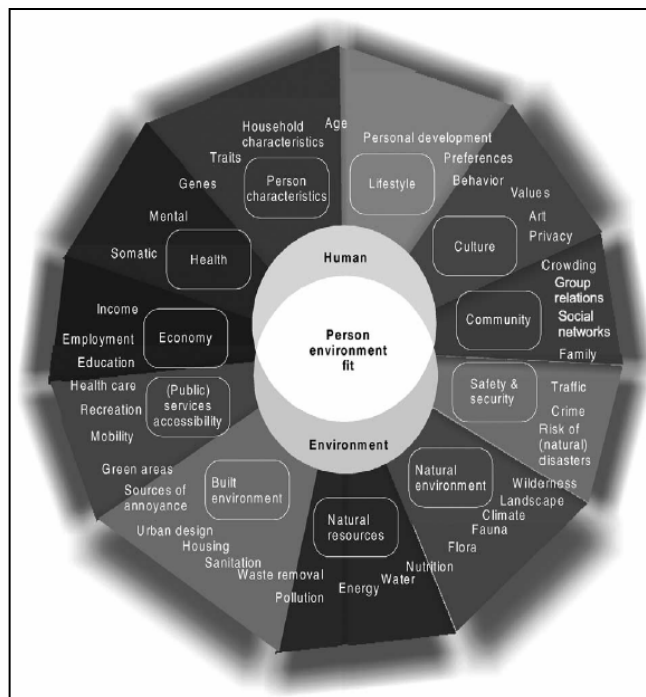 Age
Household
characteristics
Traits
Genes
Person
characteristics
Personal development
Preferences
Behavior
Values
Lifestyle
Art
Privacy
Culture
Crowding
Group
relations
Social
networks
Family
Community
Traffic
Crime
Risk of
(natural)
disasters
Safety &
security
Wilderness
Landscape
Climate
Fauna
Flora
Natural
environment
Nutrition
Water
Energy
Natural
resources
Pollution
Waste removal
Sanitation
Housing
Urban design
Built
environment
Sources of
annoyance
Green areas
Mobility
Recreation
Health care
(Public)
services
accessibility
Education
Employment
Income
Economy
Somatic
Mental
Health
Human
Person
environment
fit
Environment